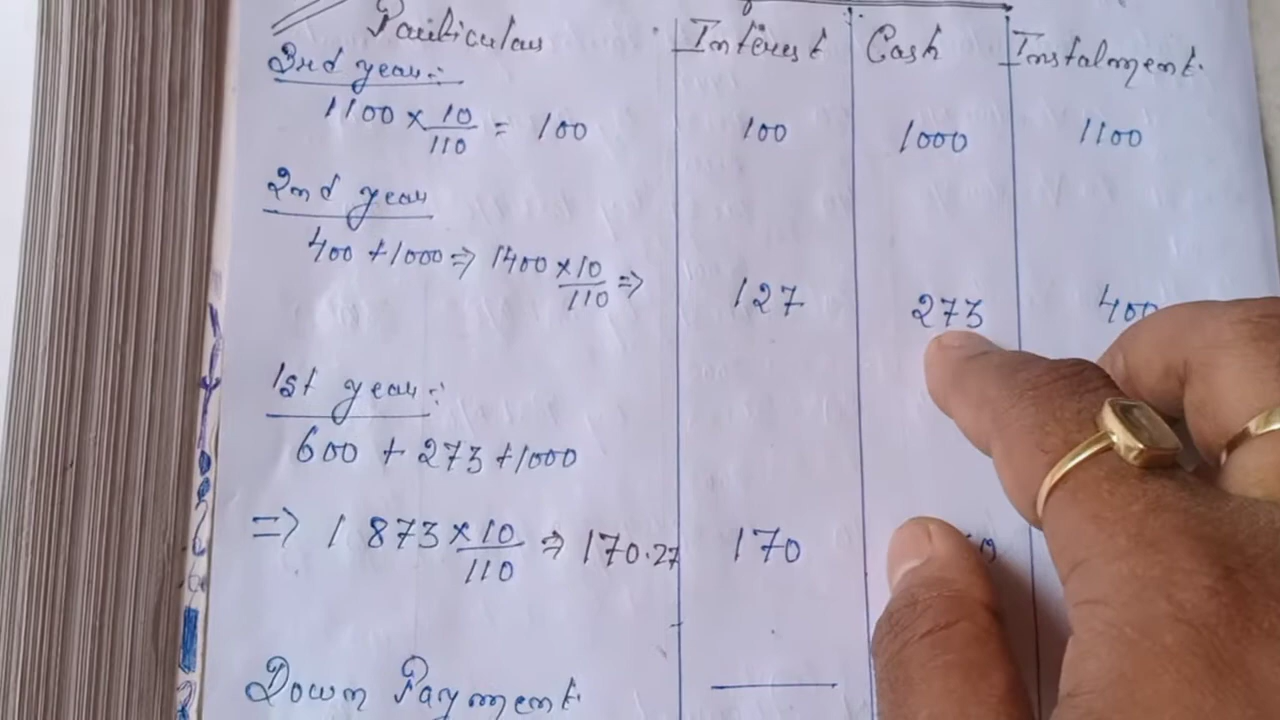 Particulars Interest Cash Instalment.
3rd year:-
1100 × 10/110 = 100 100 1000 1100
2nd year
400 + 1000 ⇒ 1400 × 10/110 ⇒ 127 273 400
1st year:-
600 + 273 + 1000
⇒ 1873 × 10/110 ⇒ 170.27 170
Down Payment.